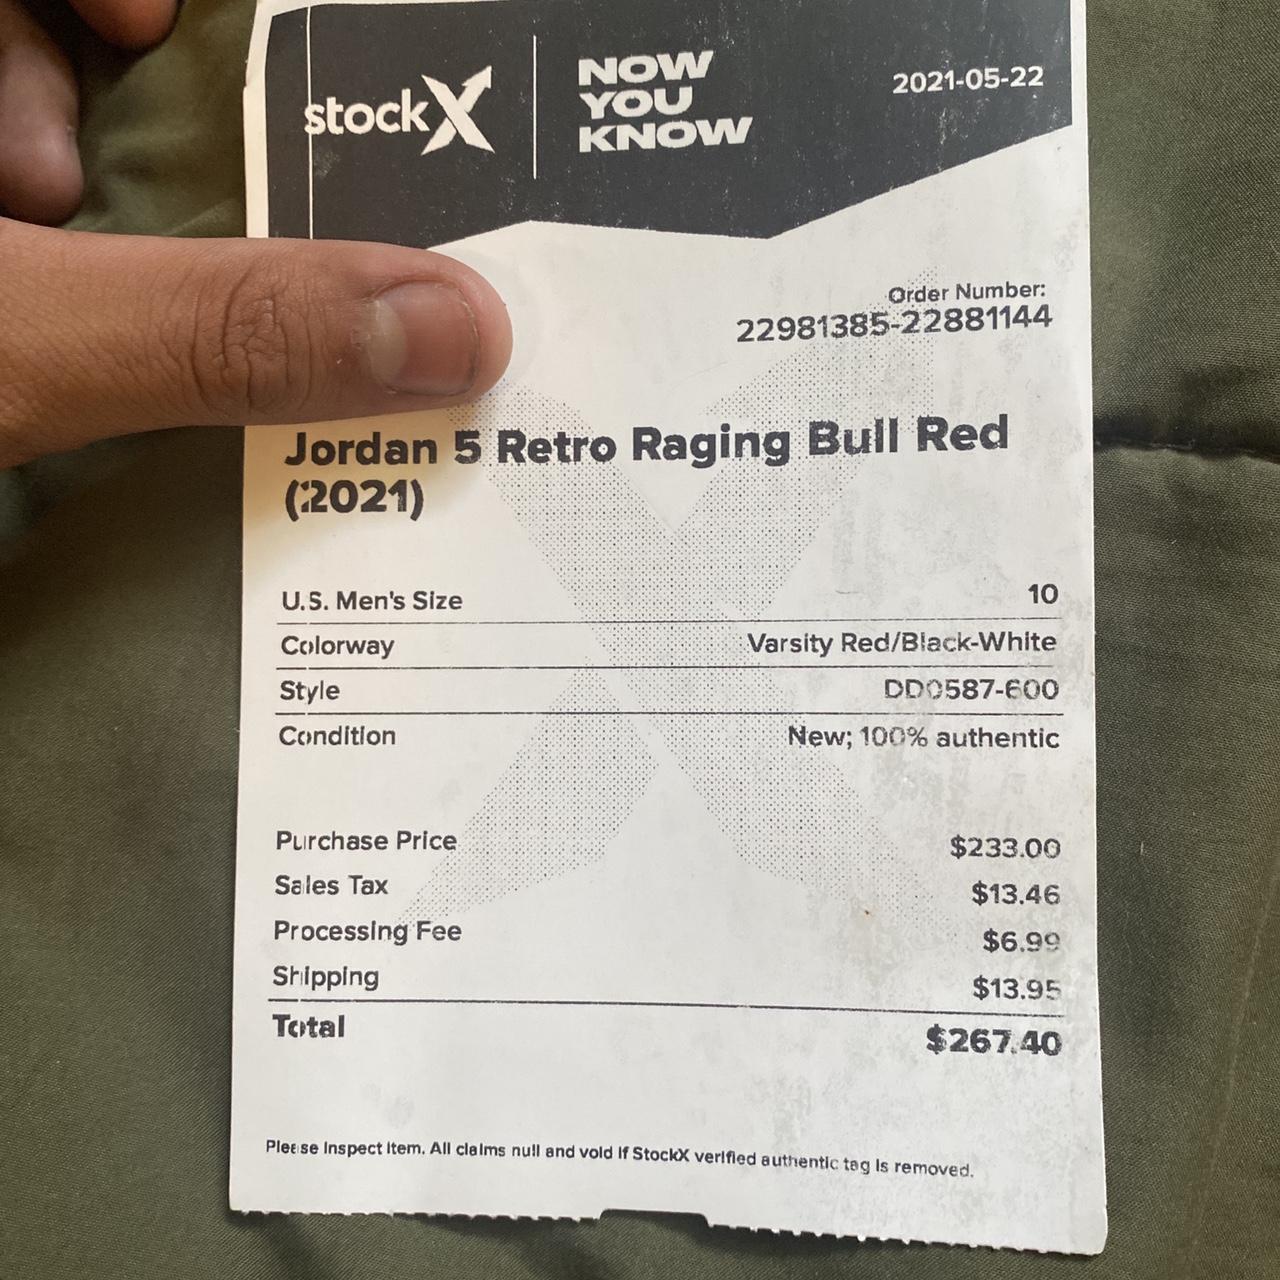 stockX
NOW
YOU
KNOW
2021-05-22
Order Number:
22981385-22881144
Jordan 5 Retro Raging Bull Red
(2021)
U.S. Men's Size 10
Colorway Varsity Red/Black-White
Style DD0587-600
Condition New; 100% authentic
Purchase Price $233.00
Sales Tax $13.46
Processing Fee $6.99
Shipping $13.95
Total $267.40
Please inspect item. All claims null and void if StockX verified authentic tag is removed.